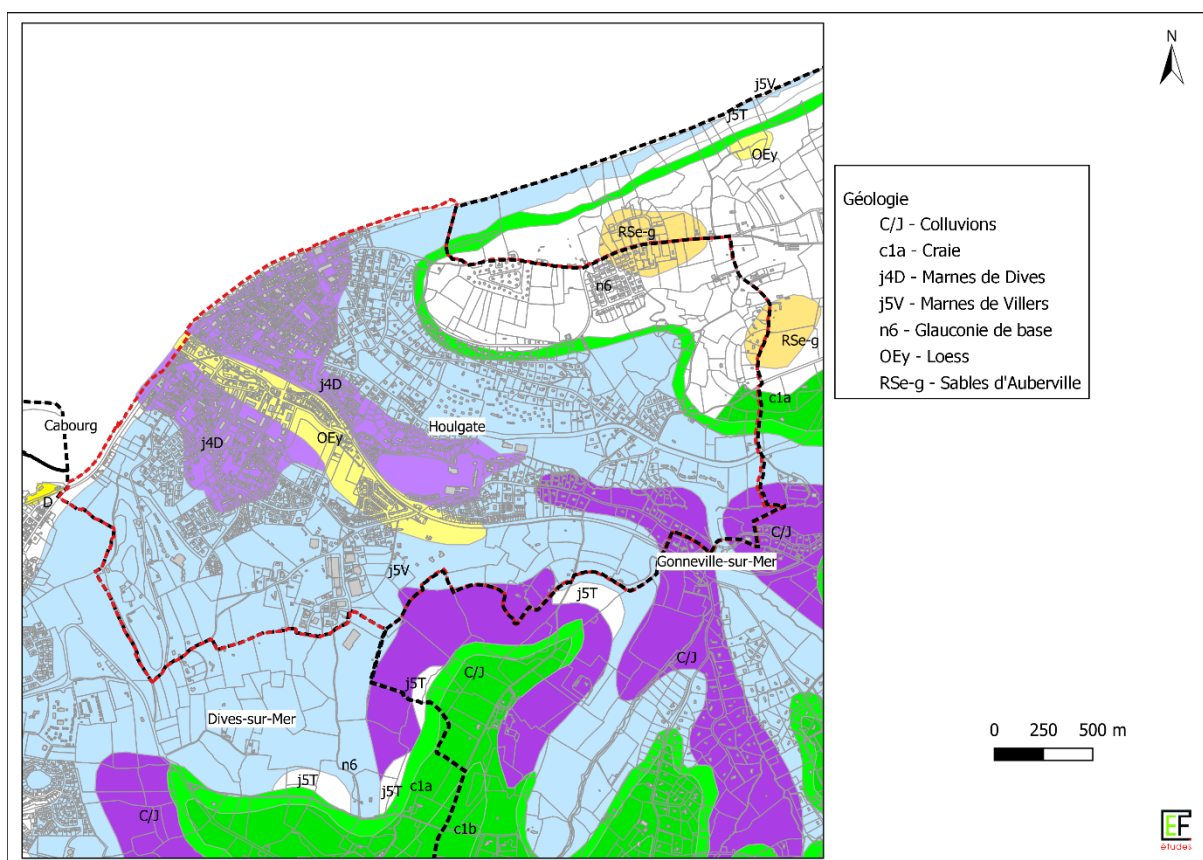 N
j5V
j5T
OEy
RSe-g
n6
RSe-g
c1a
j4D
Cabourg
Houlgate
OEy
j4D
D
C/J
Gonneville-sur-Mer
j5V
j5T
C/J
C/J
j5T
Dives-sur-Mer
n6
j5T
j5T
c1a
C/J
c1b
Géologie
C/J - Colluvions
c1a - Craie
j4D - Marnes de Dives
j5V - Marnes de Villers
n6 - Glauconie de base
OEy - Loess
RSe-g - Sables d'Auberville
0 250 500 m
EF
études